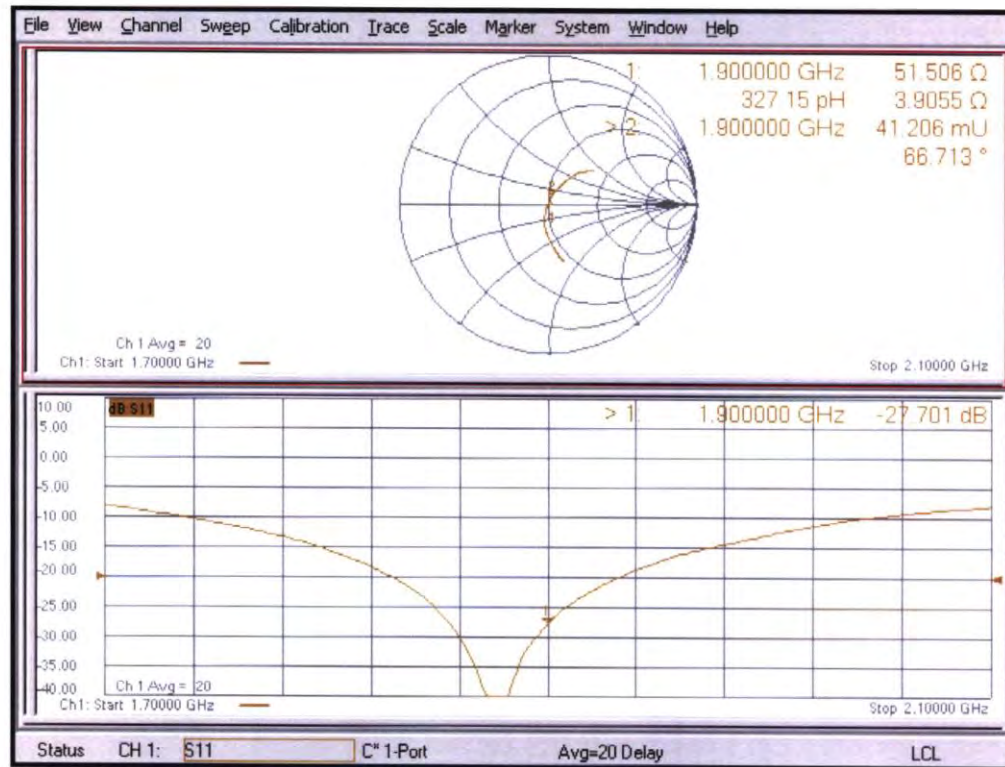 File View Channel Sweep Calibration Trace Scale Marker System Window Help
1: 1.900000 GHz 51.506 Ω
327.15 pH 3.9055 Ω
> 2: 1.900000 GHz 41.206 mU
66.713 °
Ch 1 Avg = 20
Ch1: Start 1.70000 GHz Stop 2.10000 GHz
10.00 dB S11 > 1: 1.900000 GHz -27.701 dB
5.00
0.00
-5.00
-10.00
-15.00
-20.00
-25.00
-30.00
-35.00
-40.00 Ch 1 Avg = 20
Ch1: Start 1.70000 GHz Stop 2.10000 GHz
Status CH 1: S11 C* 1-Port Avg=20 Delay LCL